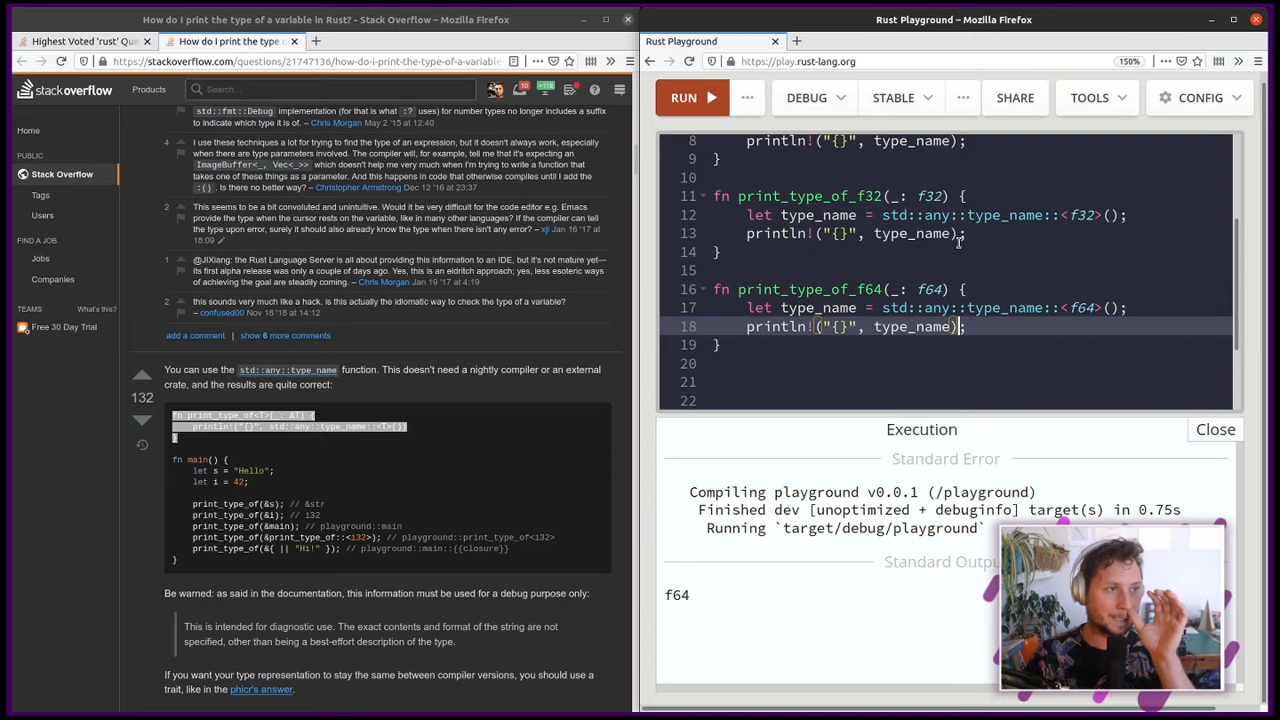 How do I print the type of a variable in Rust? - Stack Overflow - Mozilla Firefox
Highest Voted 'rust' Que
How do I print the type o
https://stackoverflow.com/questions/21747136/how-do-i-print-the-type-of-a-variable
stack overflow
Products
Search...
10
+119
Home
PUBLIC
Stack Overflow
Tags
Users
FIND A JOB
Jobs
Companies
TEAMS
What's this?
Free 30 Day Trial
std::fmt::Debug implementation (for that is what :? uses) for number types no longer includes a suffix
to indicate which type it is of. – Chris Morgan May 2 '15 at 12:40
4 I use these techniques a lot for trying to find the type of an expression, but it doesn't always work, especially
when there are type parameters involved. The compiler will, for example, tell me that it's expecting an
ImageBuffer<_, Vec<_>> which doesn't help me very much when I'm trying to write a function that
takes one of these things as a parameter. And this happens in code that otherwise compiles until I add the
:(). Is there no better way? – Christopher Armstrong Dec 12 '16 at 23:37
2 This seems to be a bit convoluted and unintuitive. Would it be very difficult for the code editor e.g. Emacs
provide the type when the cursor rests on the variable, like in many other languages? If the compiler can
tell the type upon error, surely it should also already know the type when there isn't any error? – xji Jan 16 '17 at
18:09
1 @JIXiang: the Rust Language Server is all about providing this information to an IDE, but it's not mature yet—
its first alpha release was only a couple of days ago. Yes, this is an eldritch approach; yes, less esoteric ways
of achieving the goal are steadily coming. – Chris Morgan Jan 19 '17 at 4:19
2 this sounds very much like a hack. is this actually the idiomatic way to check the type of a variable?
– confused00 Nov 18 '18 at 14:12
add a comment | show 6 more comments
132
You can use the std::any::type_name function. This doesn't need a nightly compiler or an external
crate, and the results are quite correct:
fn print_type_of<T>(_: &T) {
println!("{}", std::any::type_name::<T>())
}
fn main() {
let s = "Hello";
let i = 42;
print_type_of(&s); // &str
print_type_of(&i); // i32
print_type_of(&main); // playground::main
print_type_of(&print_type_of::<i32>); // playground::print_type_of<i32>
print_type_of(&{ || "Hi!" }); // playground::main::{{closure}}
}
Be warned: as said in the documentation, this information must be used for a debug purpose only:
This is intended for diagnostic use. The exact contents and format of the string are not
specified, other than being a best-effort description of the type.
If you want your type representation to stay the same between compiler versions, you should use a
trait, like in the phicr's answer.
Rust Playground – Mozilla Firefox
Rust Playground
https://play.rust-lang.org
150%
RUN
DEBUG
STABLE
SHARE
TOOLS
CONFIG
8 println!("{}", type_name);
9 }
10
11 fn print_type_of_f32(_: f32) {
12 let type_name = std::any::type_name::<f32>();
13 println!("{}", type_name);
14 }
15
16 fn print_type_of_f64(_: f64) {
17 let type_name = std::any::type_name::<f64>();
18 println!("{}", type_name);
19 }
20
21
22
Execution
Close
Standard Error
Compiling playground v0.0.1 (/playground)
Finished dev [unoptimized + debuginfo] target(s) in 0.75s
Running `target/debug/playground`
Standard Outpu
f64